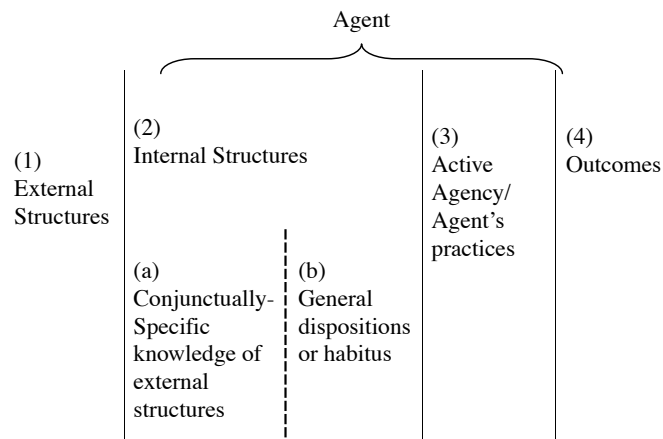 Agent
(1)
External
Structures
(2)
Internal Structures
(a)
Conjunctually-
Specific
knowledge of
external
structures
(b)
General
dispositions
or habitus
(3)
Active
Agency/
Agent’s
practices
(4)
Outcomes